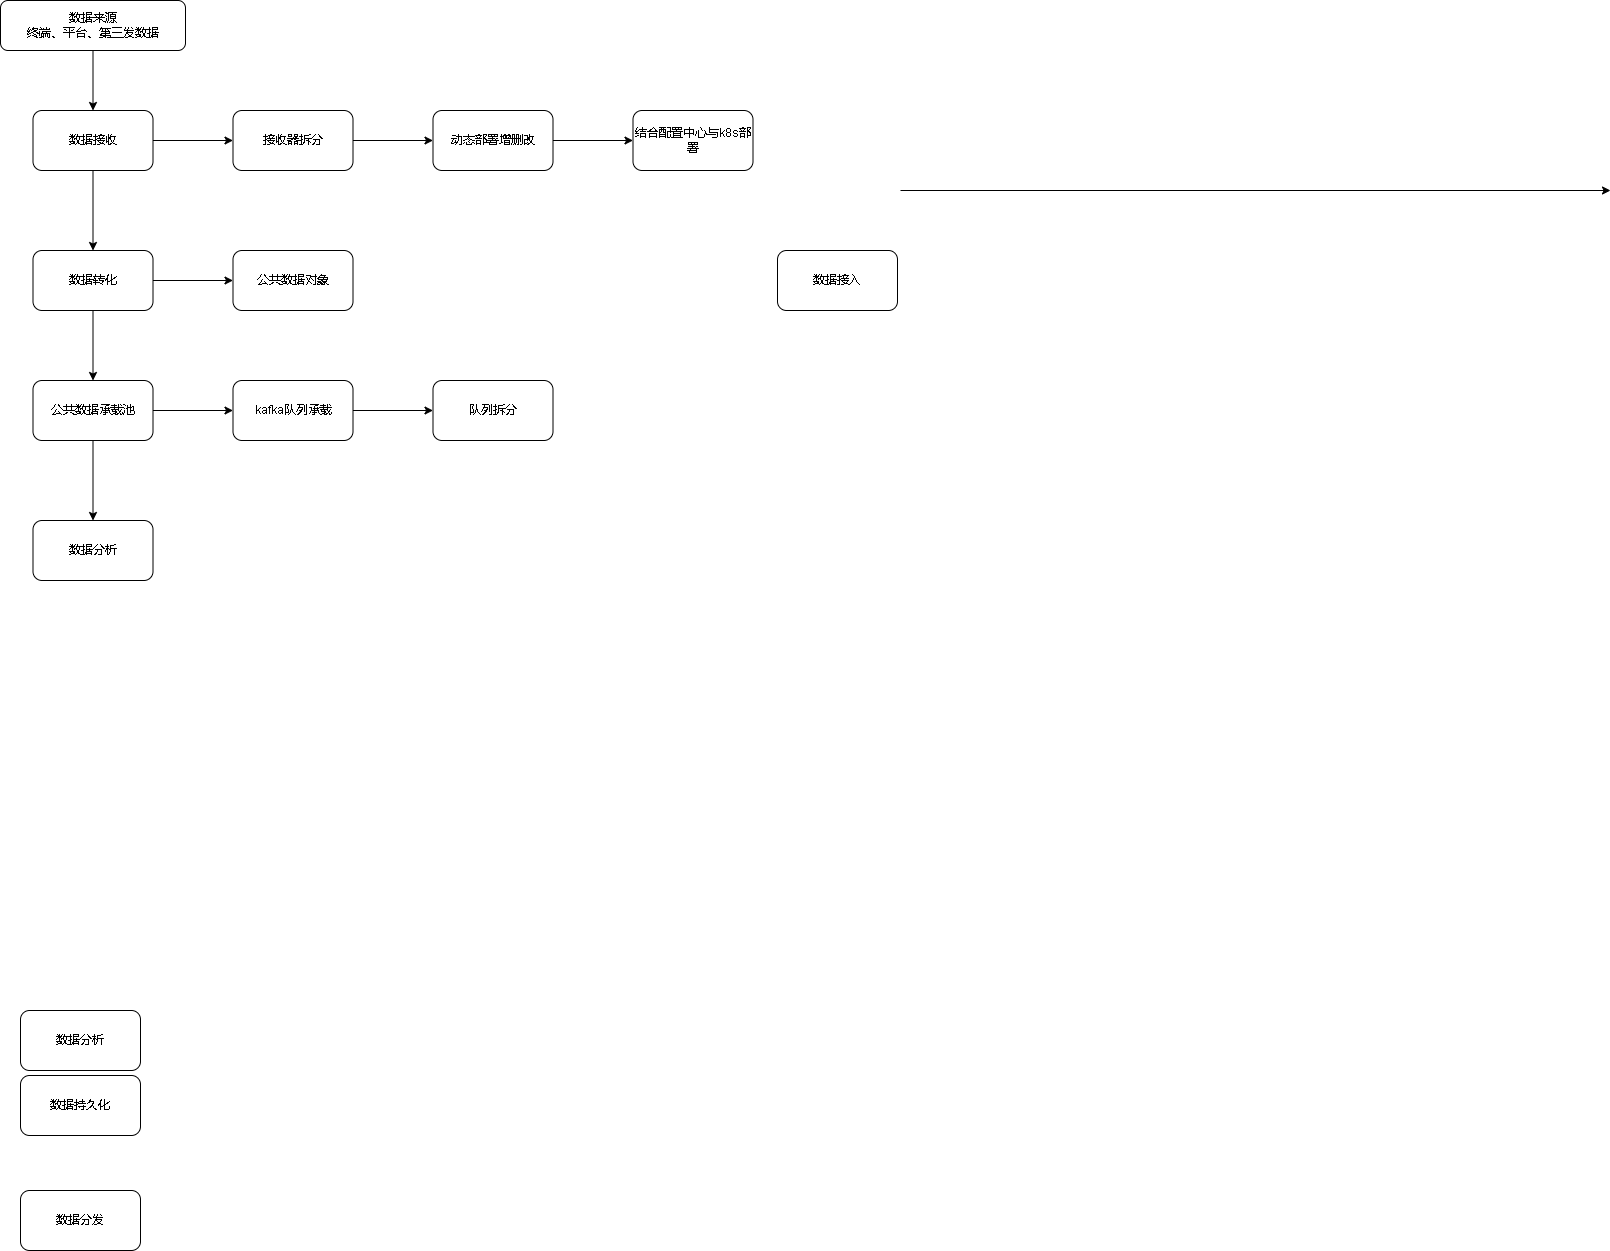 数据来源
终端、平台、第三发数据
数据接收
接收器拆分
动态部署增删改
结合配置中心与k8s部
署
数据转化
公共数据对象
数据接入
公共数据承载池
kafka队列承载
队列拆分
数据分析
数据分析
数据持久化
数据分发